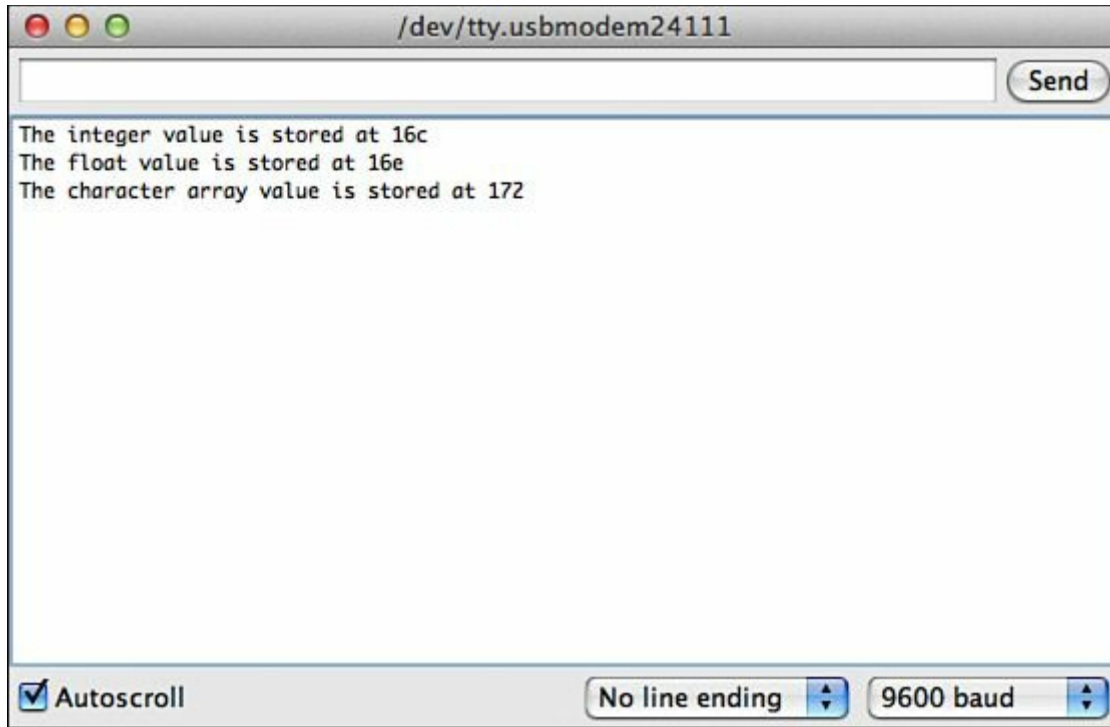 /dev/tty.usbmodem24111
Send
The integer value is stored at 16c
The float value is stored at 16e
The character array value is stored at 172
Autoscroll
No line ending
9600 baud